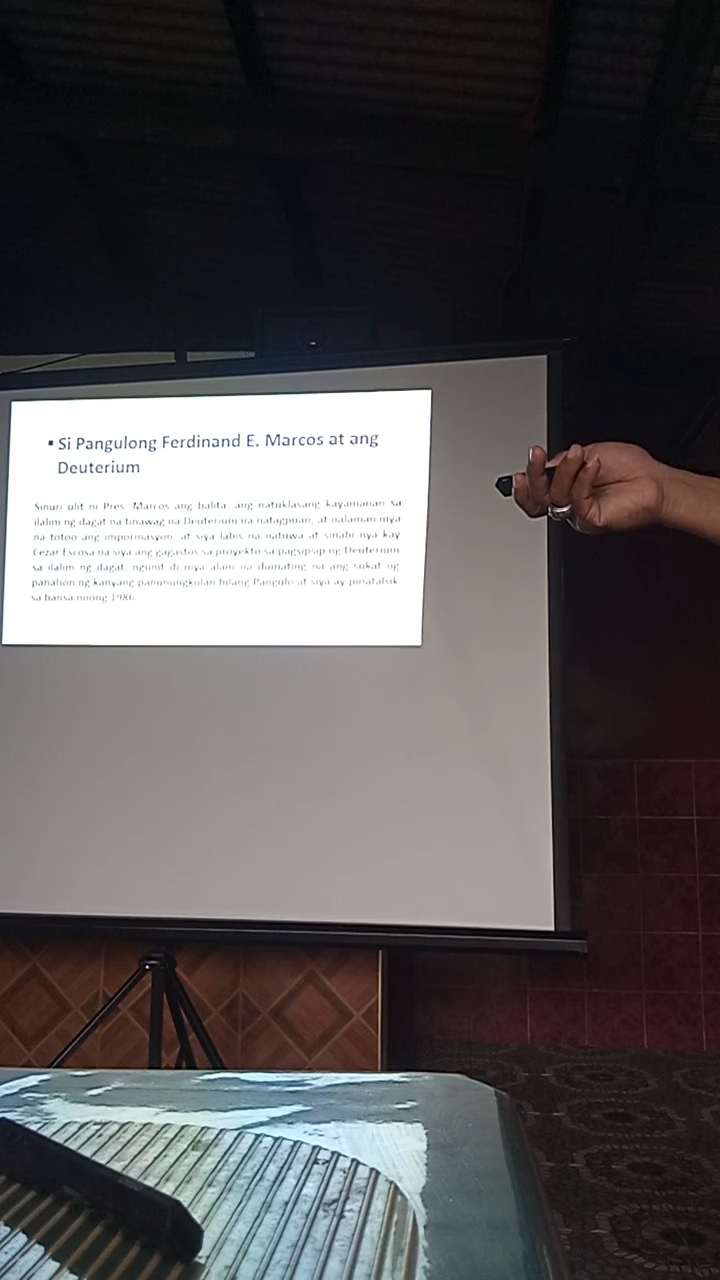 ▪ Si Pangulong Ferdinand E. Marcos at ang
Deuterium
Sinuri ulit ni Pres. Marcos ang balita, ang natuklasang kayamanan sa
ilalim ng dagat na tinawag na Deuterium na natagpuan, at nalaman niya
na totoo ang impormasyon, at siya labis na natuwa at sinabi nya kay
Cezar Escosa na siya ang gagastos sa proyekto sa pagsipsip ng Deuterium
sa ilalim ng dagat, ngunit di niya alam na dumating na ang sukat ng
panahon ng kanyang panunungkulan bilang Pangulo at siya ay pinatalsik
sa bansa noong 1986.